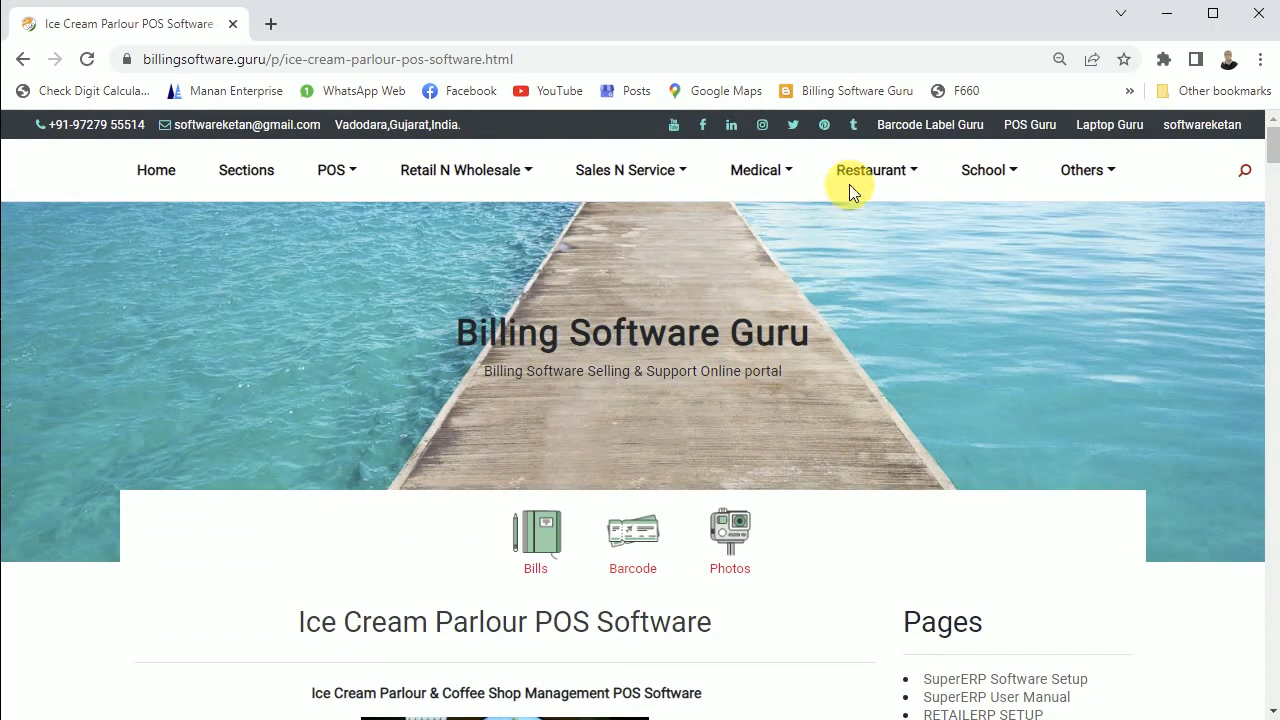 Ice Cream Parlour POS Software
billingsoftware.guru/p/ice-cream-parlour-pos-software.html
Check Digit Calcula... Manan Enterprise WhatsApp Web Facebook YouTube Posts Google Maps Billing Software Guru F660 » Other bookmarks
+91-97279 55514 softwareketan@gmail.com Vadodara,Gujarat,India. Barcode Label Guru POS Guru Laptop Guru softwareketan
Home Sections POS Retail N Wholesale Sales N Service Medical Restaurant School Others
Billing Software Guru
Billing Software Selling & Support Online portal
Bills Barcode Photos
Ice Cream Parlour POS Software
Pages
Ice Cream Parlour & Coffee Shop Management POS Software
SuperERP Software Setup
SuperERP User Manual
RETAILERP SETUP